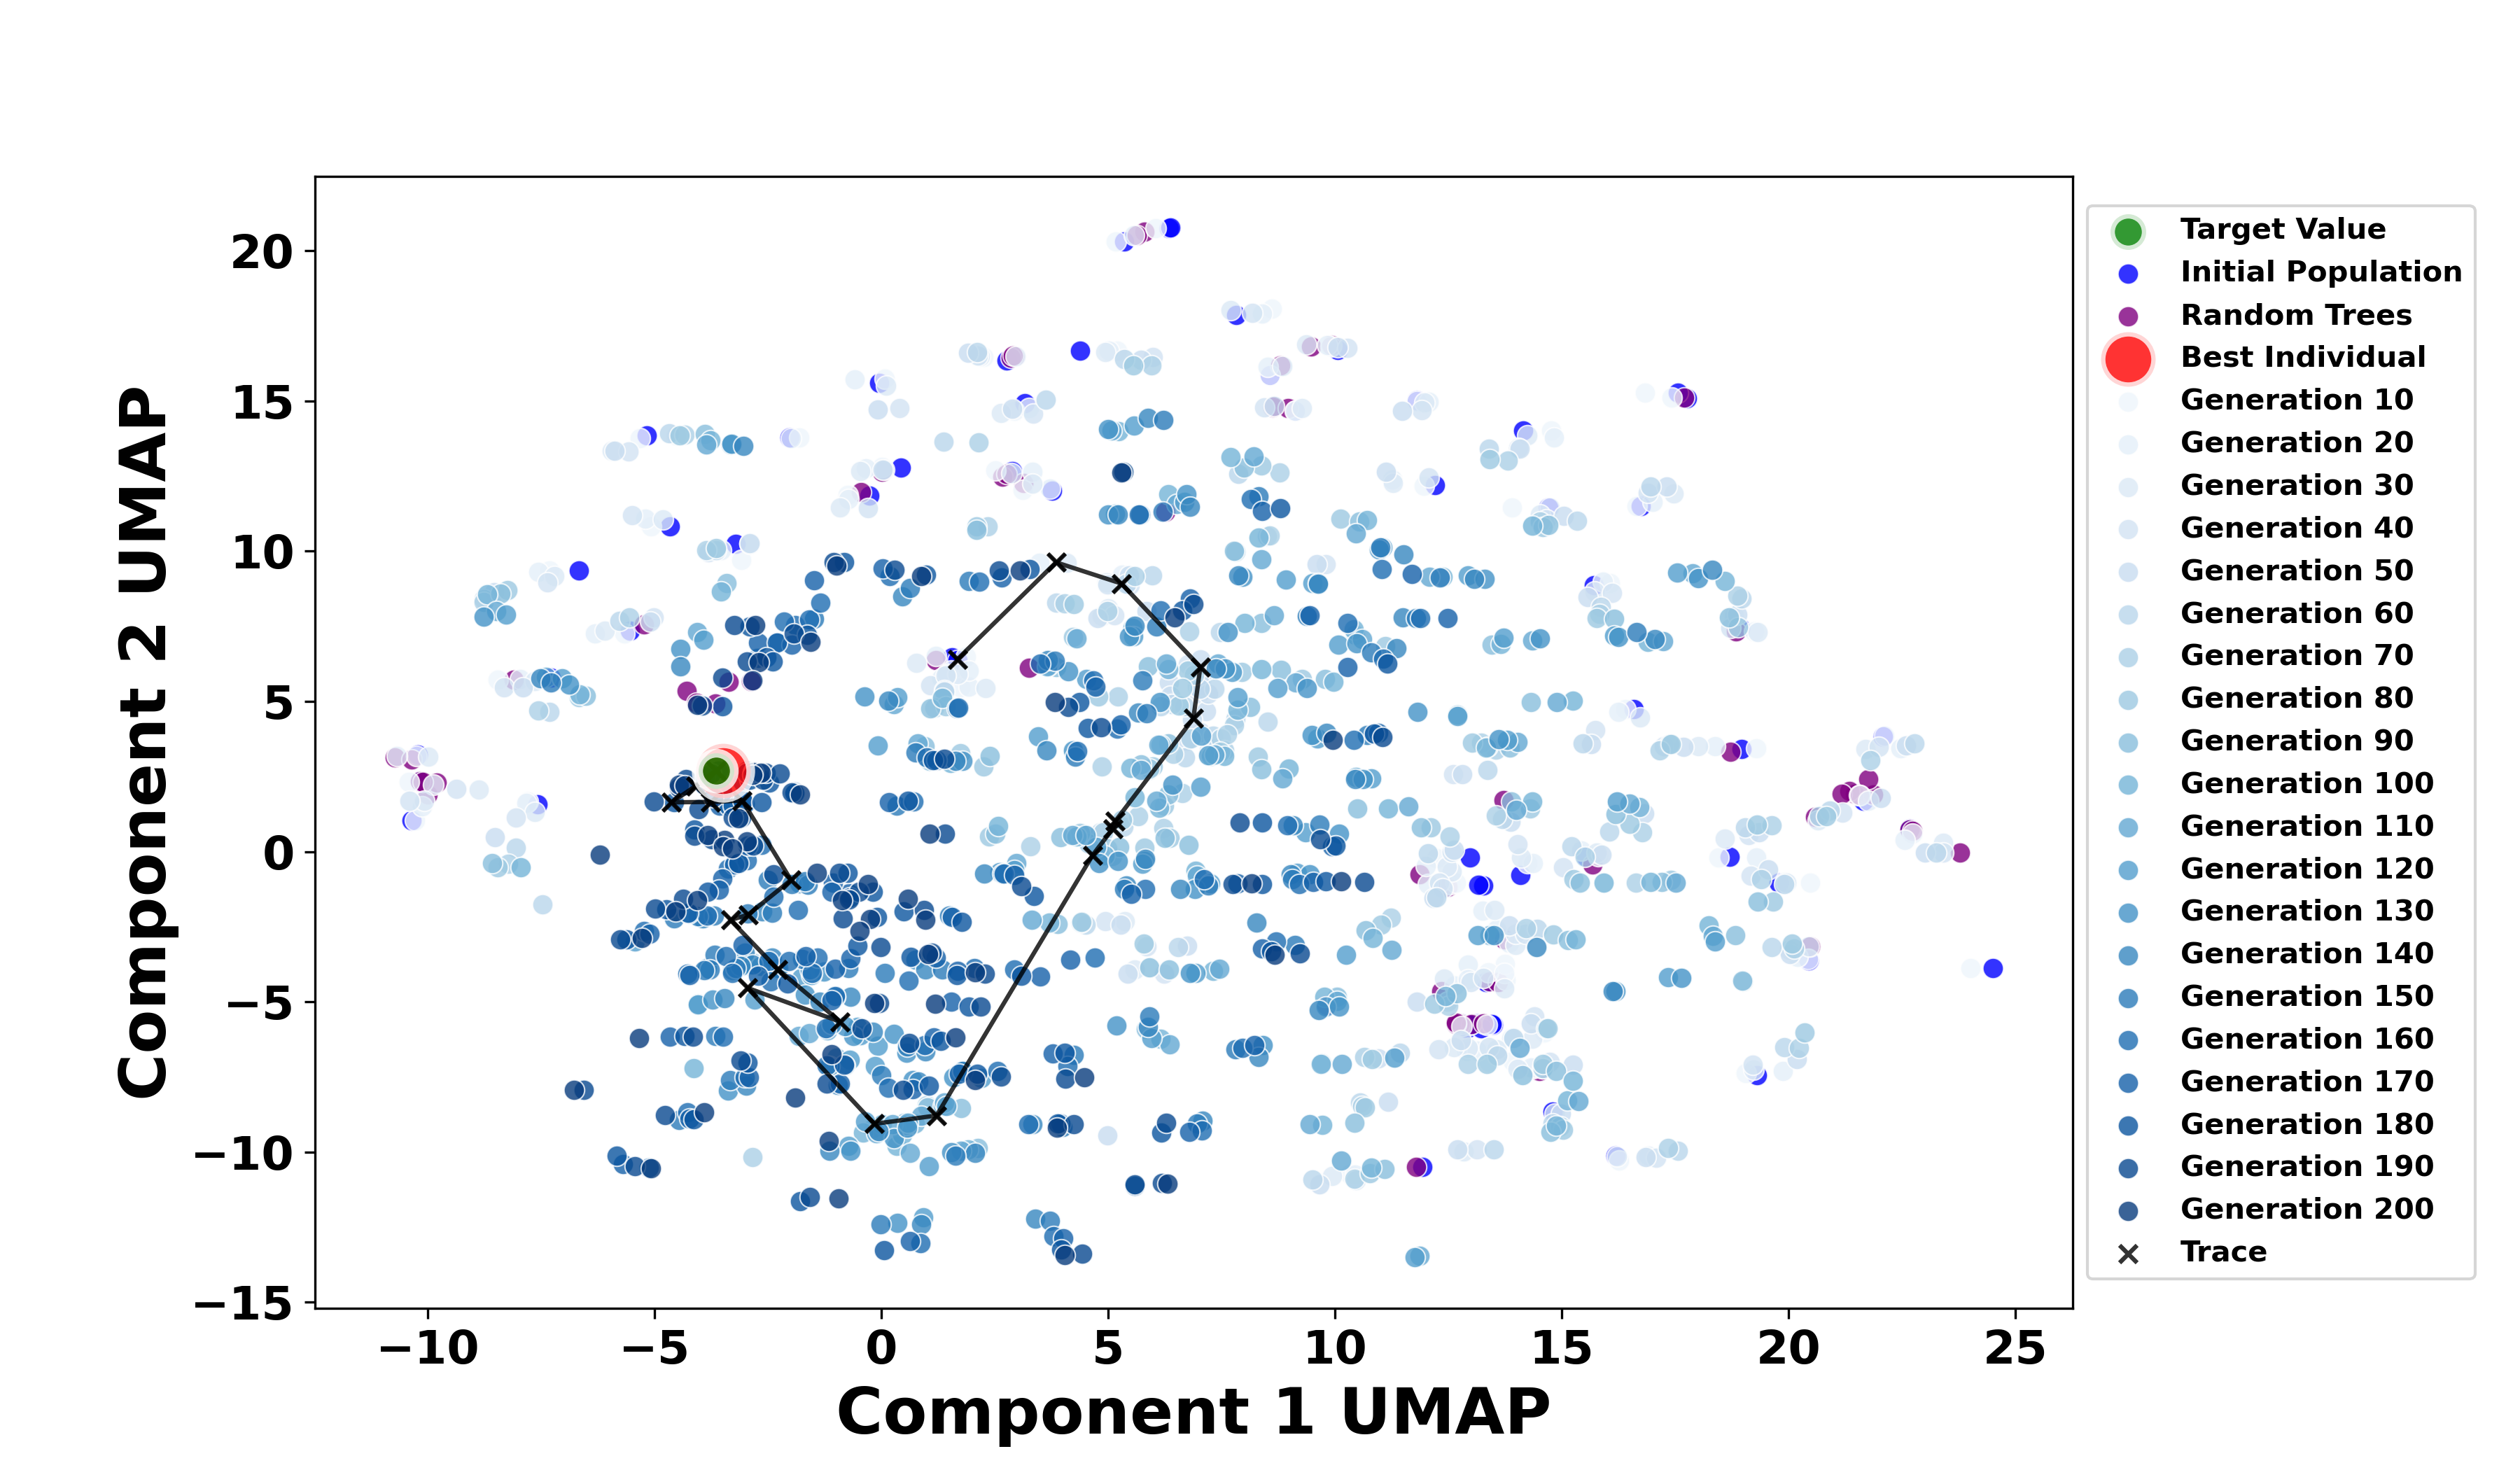 20
15
10
5
0
−5
−10
−15
−10
−5
0
5
10
15
20
25
Component 1 UMAP
Component 2 UMAP
Target Value
Initial Population
Random Trees
Best Individual
Generation 10
Generation 20
Generation 30
Generation 40
Generation 50
Generation 60
Generation 70
Generation 80
Generation 90
Generation 100
Generation 110
Generation 120
Generation 130
Generation 140
Generation 150
Generation 160
Generation 170
Generation 180
Generation 190
Generation 200
Trace